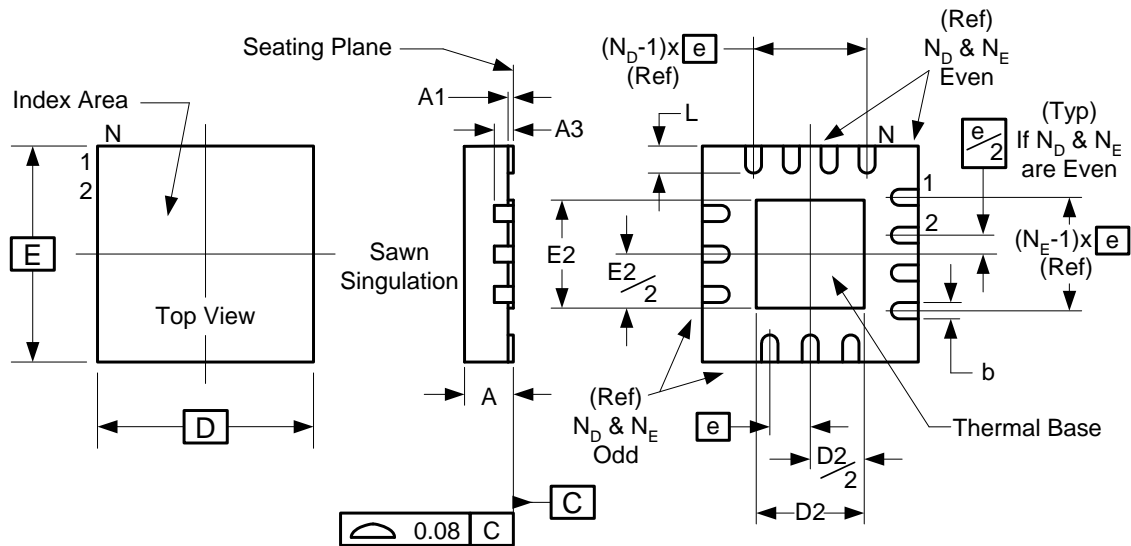 Seating Plane
Index Area
N
1
2
E
Top View
D
A1
A3
Sawn
Singulation
A
C
0.08 C
(N_D-1)x e
(Ref)
(Ref)
N_D & N_E
Even
L
N
e/2
(Typ)
If N_D & N_E
are Even
1
2
(N_E-1)x e
(Ref)
E2
E2/2
b
(Ref)
N_D & N_E
Odd
e
Thermal Base
D2/2
D2